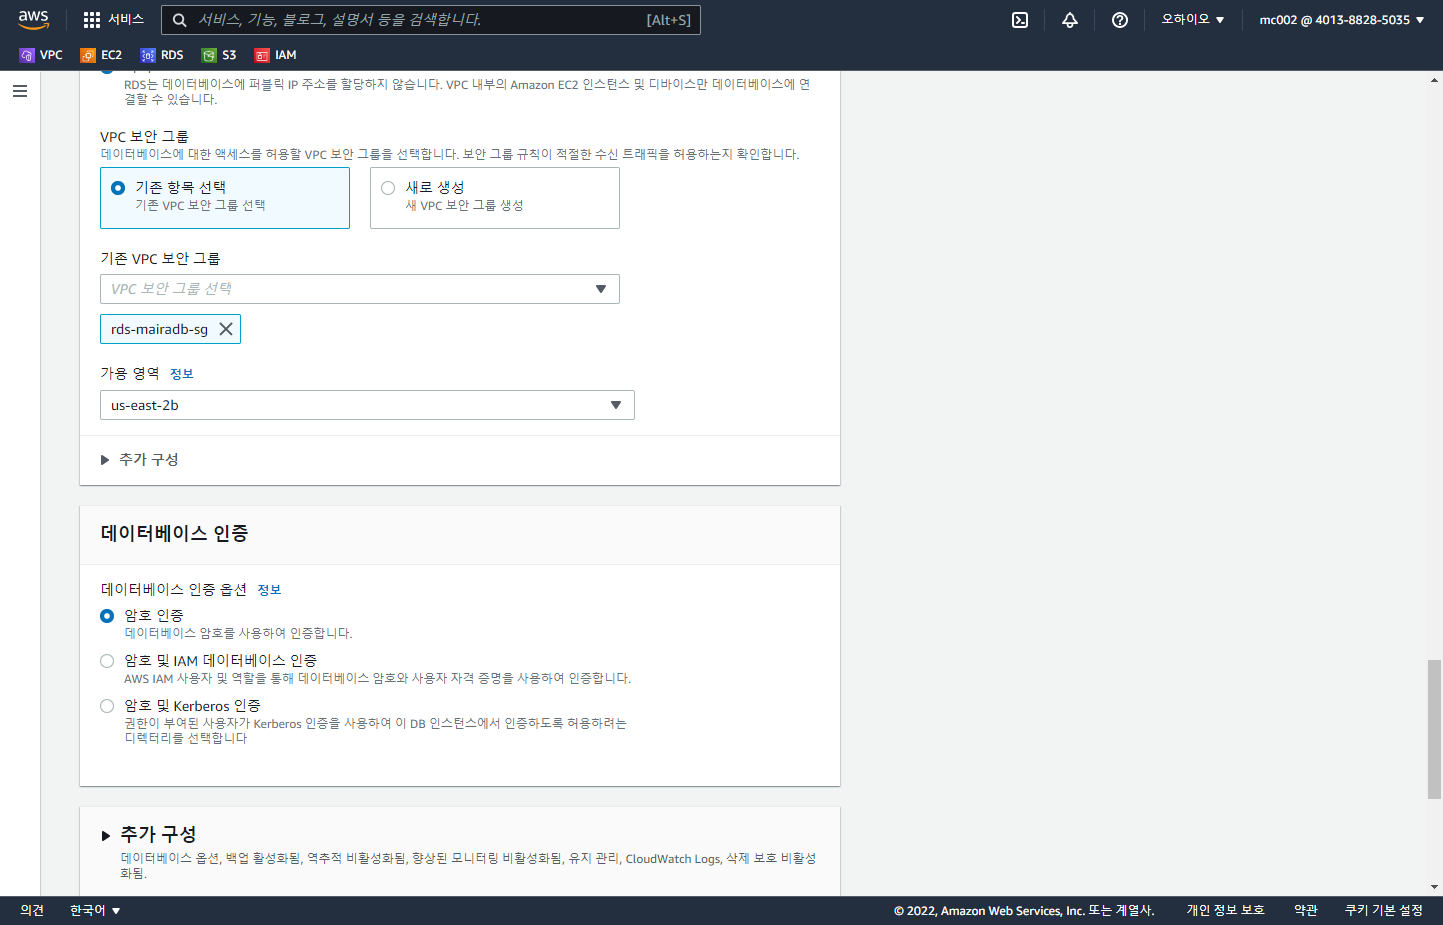 aws
서비스
서비스, 기능, 블로그, 설명서 등을 검색합니다.
[Alt+S]
오하이오 ▼
mc002 @ 4013-8828-5035 ▼
VPC
EC2
RDS
S3
IAM
RDS는 데이터베이스에 퍼블릭 IP 주소를 할당하지 않습니다. VPC 내부의 Amazon EC2 인스턴스 및 디바이스만 데이터베이스에 연
결할 수 있습니다.
VPC 보안 그룹
데이터베이스에 대한 액세스를 허용할 VPC 보안 그룹을 선택합니다. 보안 그룹 규칙이 적절한 수신 트래픽을 허용하는지 확인합니다.
기존 항목 선택
기존 VPC 보안 그룹 선택
새로 생성
새 VPC 보안 그룹 생성
기존 VPC 보안 그룹
VPC 보안 그룹 선택
rds-mairadb-sg
가용 영역 정보
us-east-2b
추가 구성
데이터베이스 인증
데이터베이스 인증 옵션 정보
암호 인증
데이터베이스 암호를 사용하여 인증합니다.
암호 및 IAM 데이터베이스 인증
AWS IAM 사용자 및 역할을 통해 데이터베이스 암호와 사용자 자격 증명을 사용하여 인증합니다.
암호 및 Kerberos 인증
권한이 부여된 사용자가 Kerberos 인증을 사용하여 이 DB 인스턴스에서 인증하도록 허용하려는
디렉터리를 선택합니다
추가 구성
데이터베이스 옵션, 백업 활성화됨, 역추적 비활성화됨, 향상된 모니터링 비활성화됨, 유지 관리, CloudWatch Logs, 삭제 보호 비활성
화됨.
의견
한국어 ▼
© 2022, Amazon Web Services, Inc. 또는 계열사.
개인 정보 보호
약관
쿠키 기본 설정